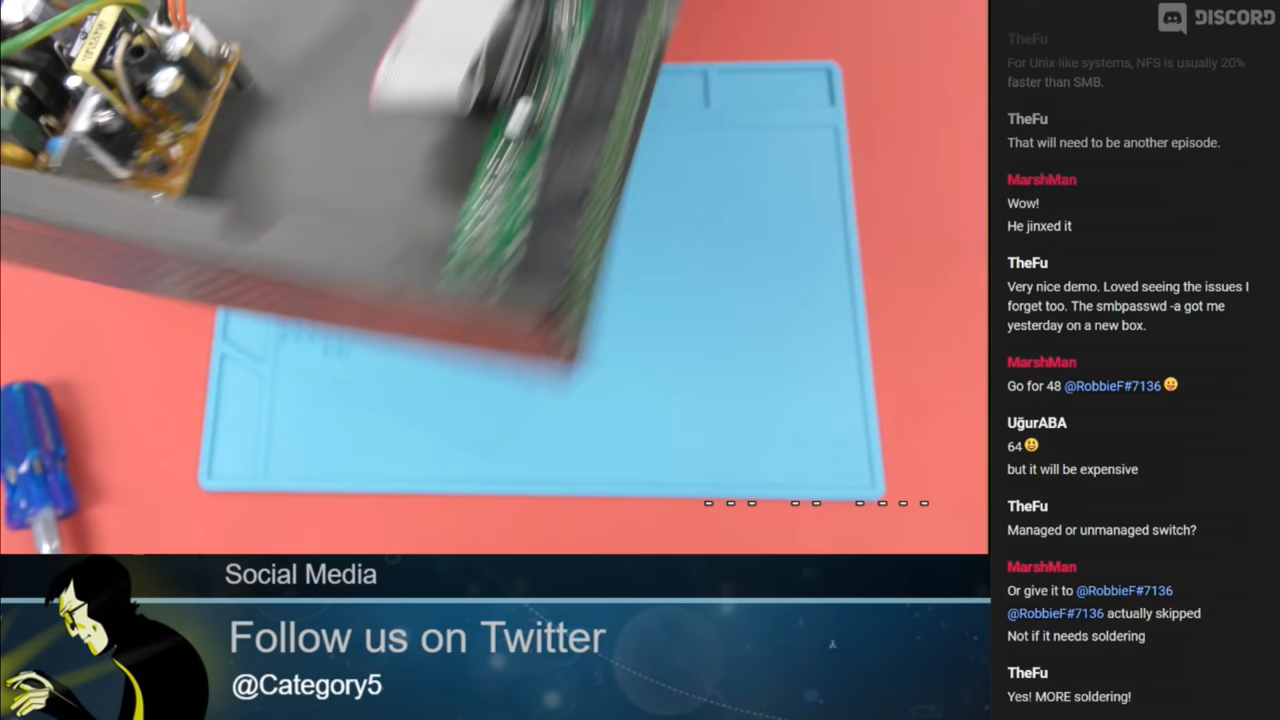 DISCORD
TheFu
For Unix-like systems, NFS is usually 20%
faster than SMB.
TheFu
That will need to be another episode.
MarshMan
Wow!
He jinxed it
TheFu
Very nice demo. Loved seeing the issues I
forget too. The smbpasswd -a got me
yesterday on a new box.
MarshMan
Go for 48 @RobbieF#7136 😛
UğurABA
64😃
but it will be expensive
TheFu
Managed or unmanaged switch?
MarshMan
Or give it to @RobbieF#7136
@RobbieF#7136 actually skipped
Not if it needs soldering
TheFu
Yes! MORE soldering!
Social Media
Follow us on Twitter
@Category5